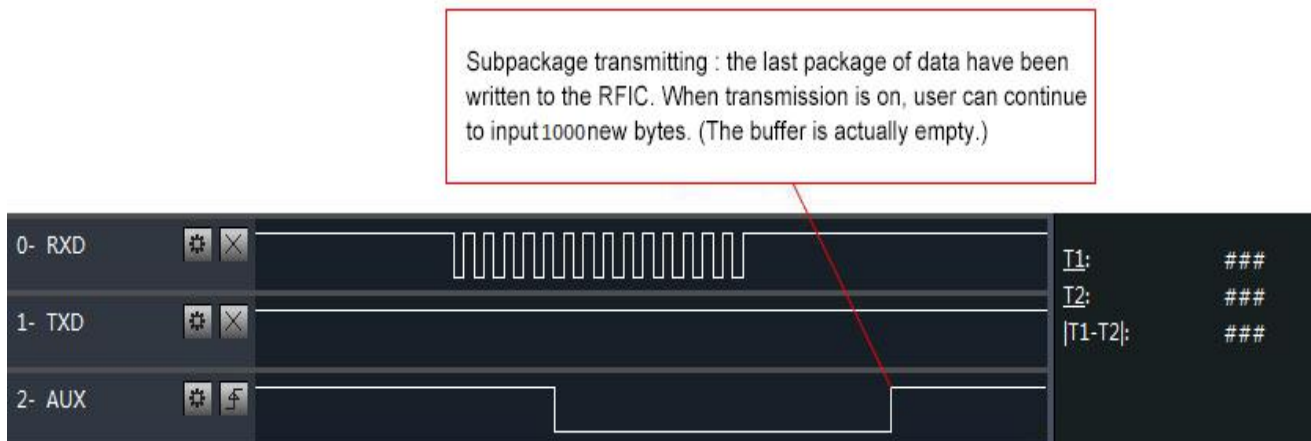 Subpackage transmitting : the last package of data have been
written to the RFIC. When transmission is on, user can continue
to input 1000 new bytes. (The buffer is actually empty.)
0- RXD
T1: ###
T2: ###
1- TXD
|T1-T2|: ###
2- AUX